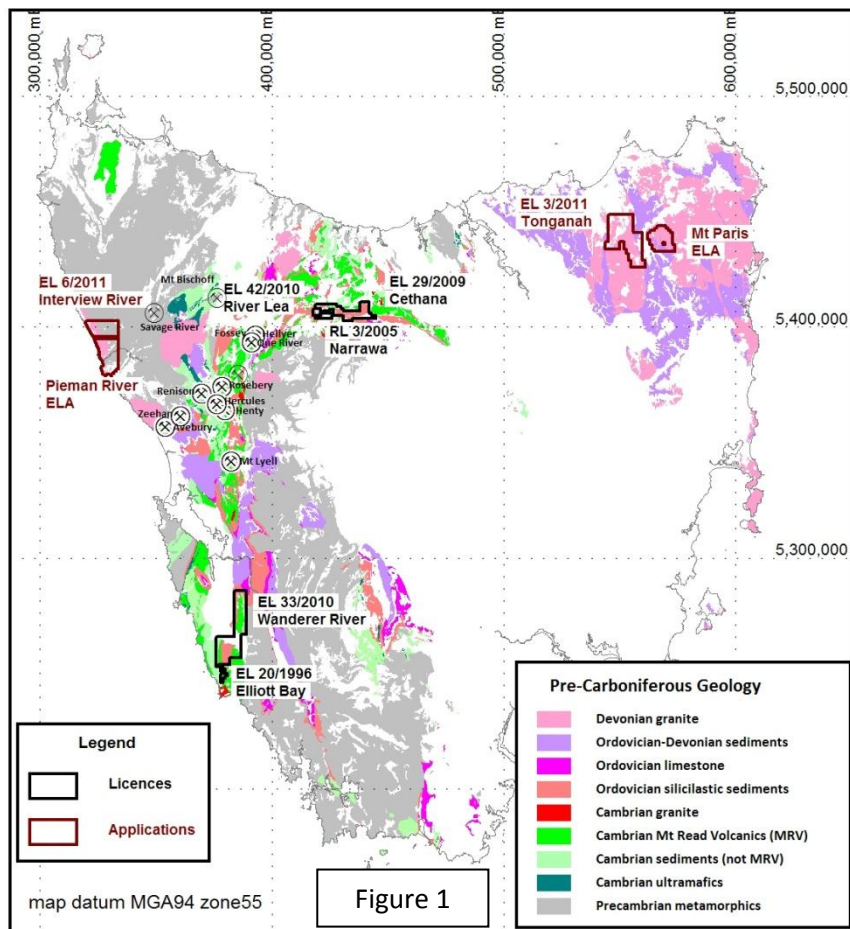 300,000 mE
400,000 mE
500,000 mE
600,000 mE
5,500,000
EL 3/2011
Tonganah
Mt Paris
ELA
EL 6/2011
Interview River
Mt Bischoff
EL 42/2010
River Lea
EL 29/2009
Cethana
Savage River
Fossey
Hellyer
Que River
RL 3/2005
Narrawa
5,400,000
Pieman River
ELA
Renison
Rosebery
Hercules
Henty
Zeehan
Avebury
Mt Lyell
5,300,000
EL 33/2010
Wanderer River
EL 20/1996
Elliott Bay
Legend
Licences
Applications
map datum MGA94 zone55
Figure 1
Pre-Carboniferous Geology
Devonian granite
Ordovician-Devonian sediments
Ordovician limestone
Ordovician silicilastic sediments
Cambrian granite
Cambrian Mt Read Volcanics (MRV)
Cambrian sediments (not MRV)
Cambrian ultramafics
Precambrian metamorphics